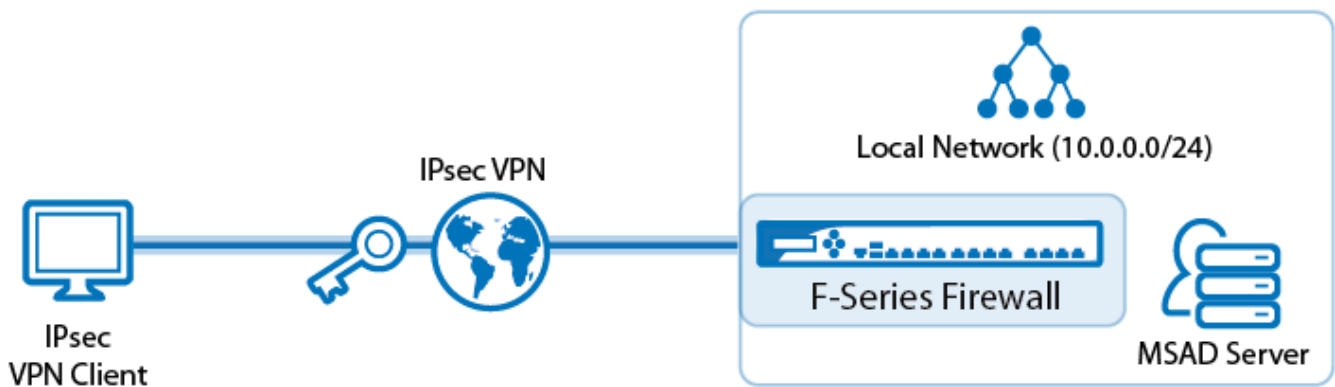 Local Network (10.0.0.0/24)
IPsec VPN
F-Series Firewall
IPsec
VPN Client
MSAD Server